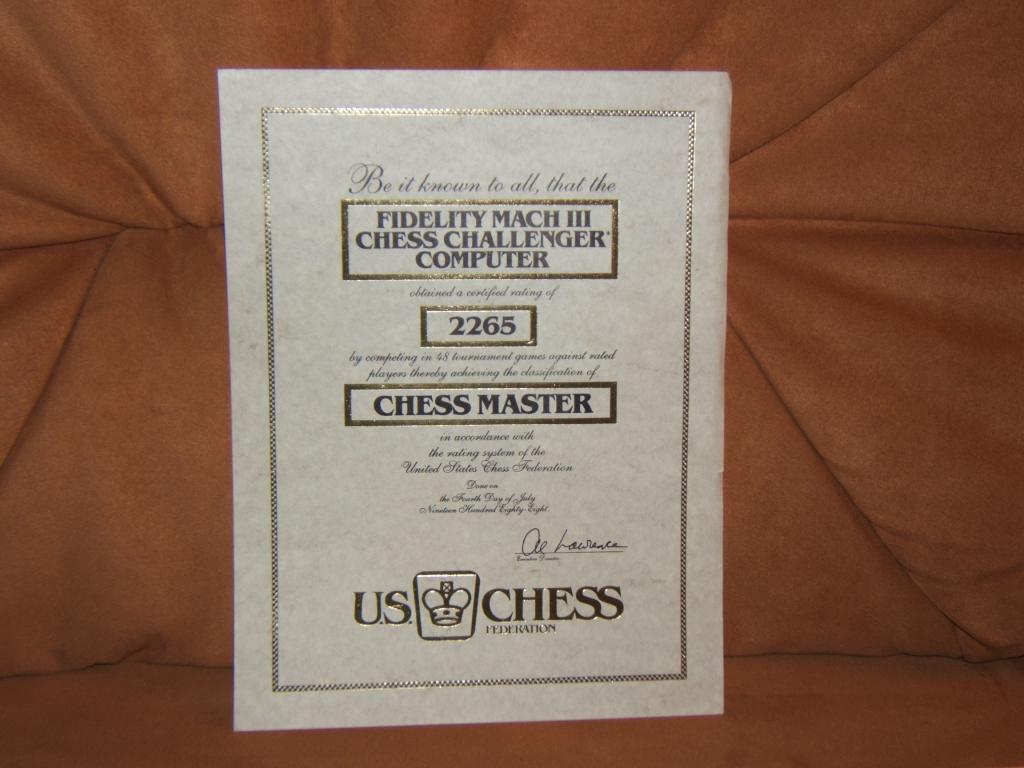 Be it known to all, that the
FIDELITY MACH III
CHESS CHALLENGER®
COMPUTER
obtained a certified rating of
2265
by competing in 48 tournament games against rated
players thereby achieving the classification of
CHESS MASTER
in accordance with
the rating system of the
United States Chess Federation
Done on
the Fourth Day of July
Nineteen Hundred Eighty-Eight.
Al Lawrence
Executive Director
U.S. CHESS
FEDERATION